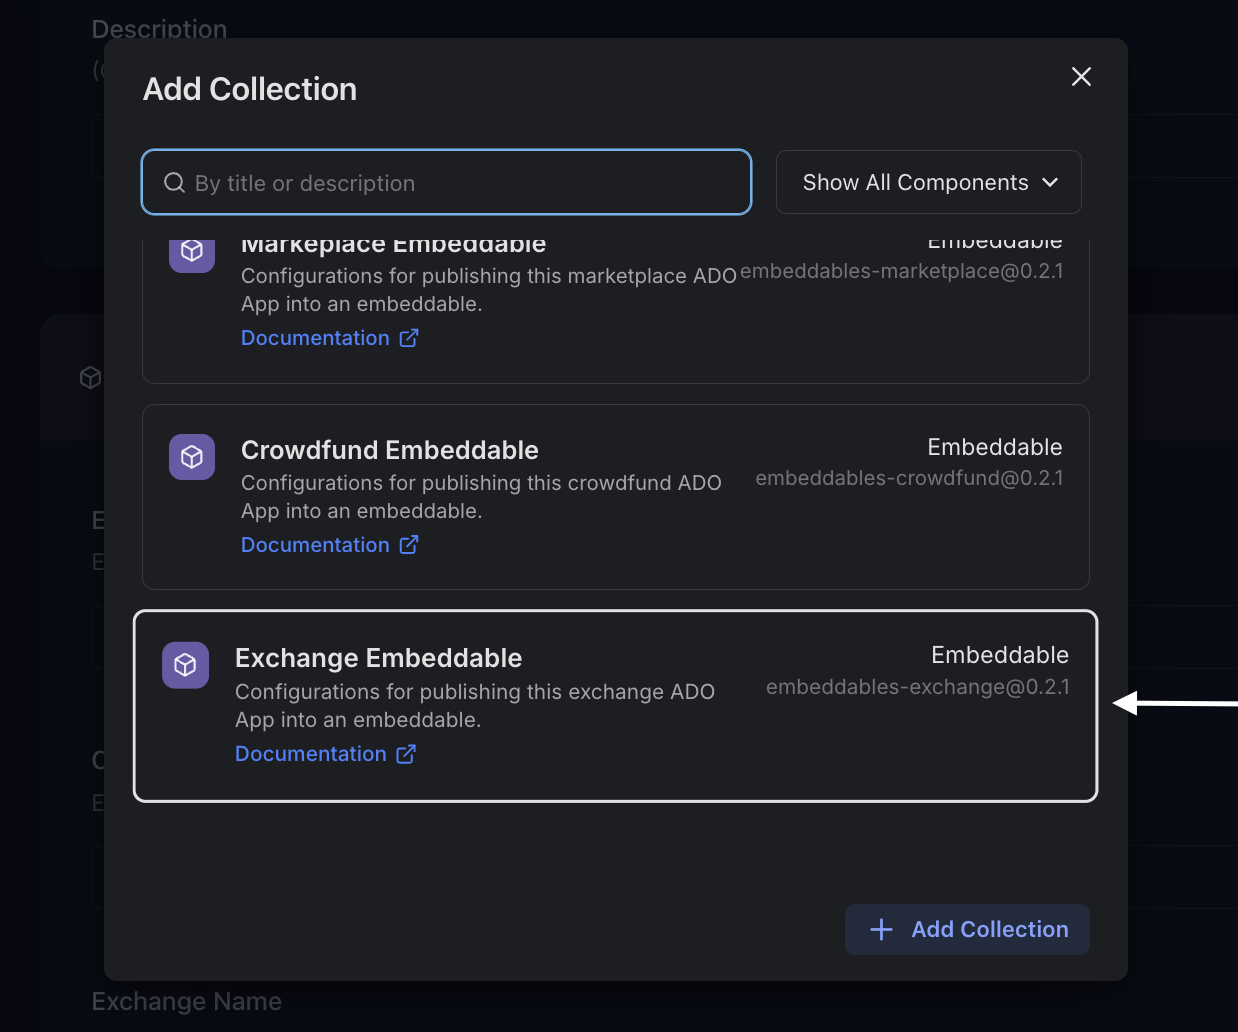 Description
Add Collection
By title or description
Show All Components
Markeplace Embeddable
Embeddable
Configurations for publishing this marketplace ADO
embeddables-marketplace@0.2.1
App into an embeddable.
Documentation
Crowdfund Embeddable
Embeddable
Configurations for publishing this crowdfund ADO
embeddables-crowdfund@0.2.1
App into an embeddable.
Documentation
Exchange Embeddable
Embeddable
Configurations for publishing this exchange ADO
embeddables-exchange@0.2.1
App into an embeddable.
Documentation
Add Collection
Exchange Name